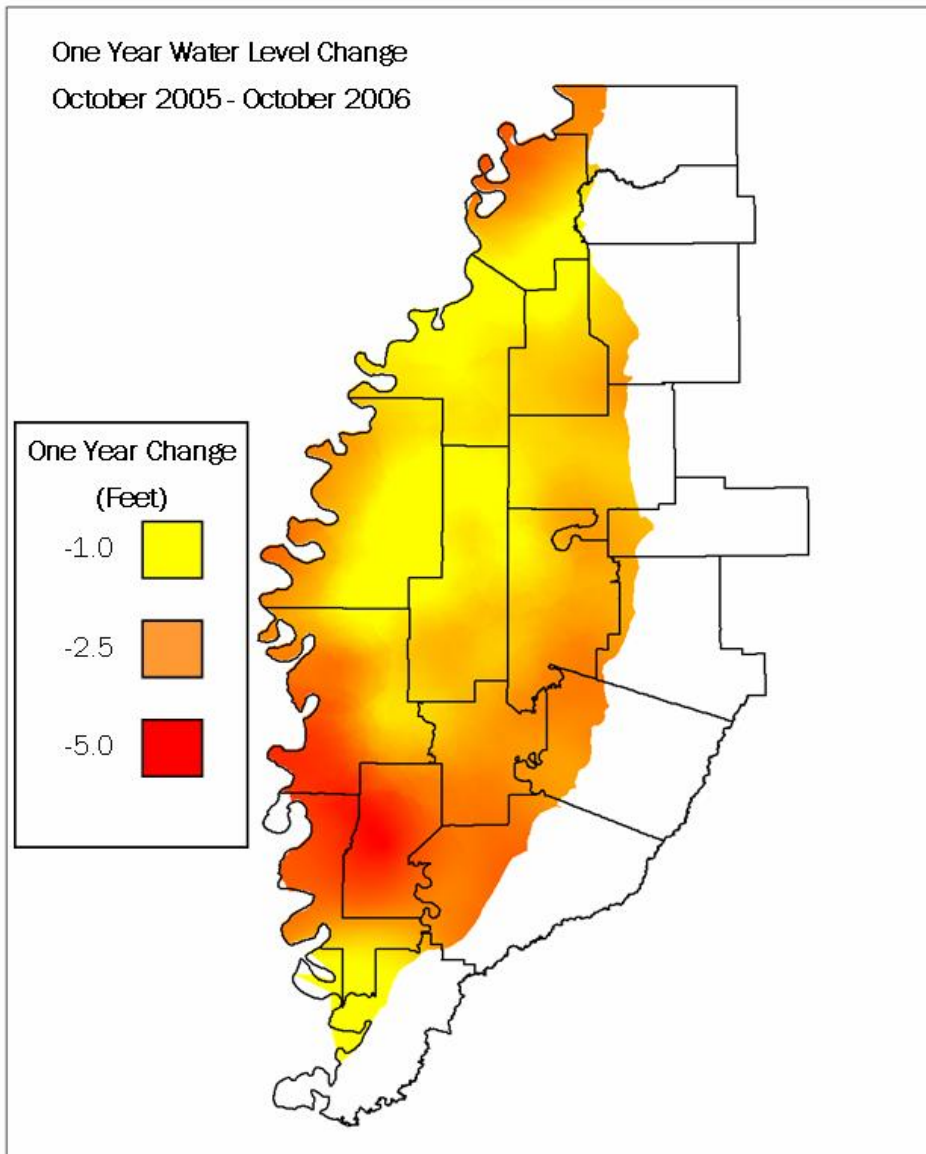 One Year Water Level Change
October 2005 - October 2006
One Year Change
(Feet)
-1.0
-2.5
-5.0